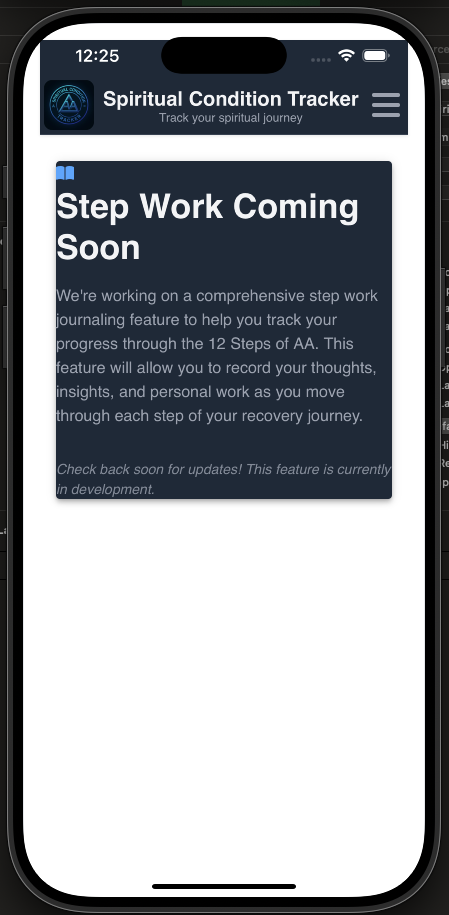 12:25
Spiritual Condition Tracker
Track your spiritual journey
Step Work Coming
Soon
We're working on a comprehensive step work
journaling feature to help you track your
progress through the 12 Steps of AA. This
feature will allow you to record your thoughts,
insights, and personal work as you move
through each step of your recovery journey.
Check back soon for updates! This feature is currently
in development.